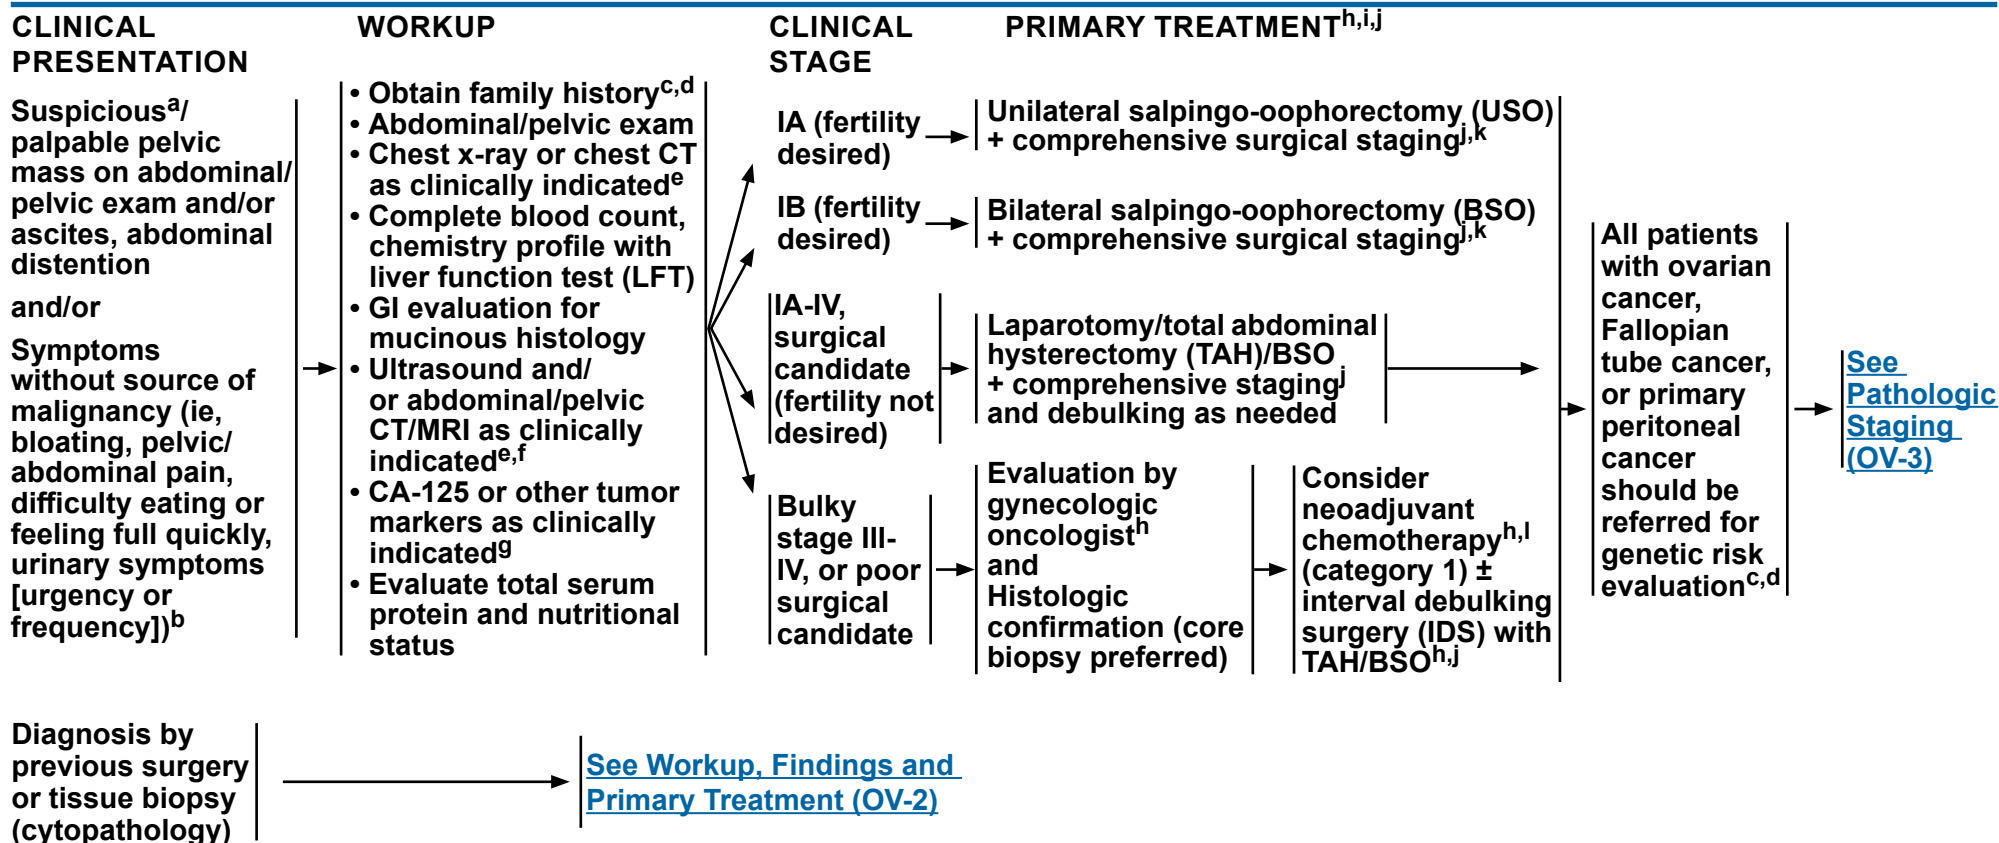 CLINICAL
PRESENTATION
Suspiciousa/
palpable pelvic
mass on abdominal/
pelvic exam and/or
ascites, abdominal
distention
and/or
Symptoms
without source of
malignancy (ie,
bloating, pelvic/
abdominal pain,
difficulty eating or
feeling full quickly,
urinary symptoms
[urgency or
frequency])b
WORKUP
• Obtain family historyc,d
• Abdominal/pelvic exam
• Chest x-ray or chest CT
as clinically indicatede
• Complete blood count,
chemistry profile with
liver function test (LFT)
• GI evaluation for
mucinous histology
• Ultrasound and/
or abdominal/pelvic
CT/MRI as clinically
indicatede,f
• CA-125 or other tumor
markers as clinically
indicatedg
• Evaluate total serum
protein and nutritional
status
CLINICAL
STAGE
IA (fertility
desired)
IB (fertility
desired)
IA-IV,
surgical
candidate
(fertility not
desired)
Bulky
stage III-
IV, or poor
surgical
candidate
PRIMARY TREATMENTh,i,j
Unilateral salpingo-oophorectomy (USO)
+ comprehensive surgical stagingj,k
Bilateral salpingo-oophorectomy (BSO)
+ comprehensive surgical stagingj,k
Laparotomy/total abdominal
hysterectomy (TAH)/BSO
+ comprehensive stagingj
and debulking as needed
Evaluation by
gynecologic
oncologisth
and
Histologic
confirmation (core
biopsy preferred)
Consider
neoadjuvant
chemotherapyh,l
(category 1) ±
interval debulking
surgery (IDS) with
TAH/BSOh,j
All patients
with ovarian
cancer,
Fallopian
tube cancer,
or primary
peritoneal
cancer
should be
referred for
genetic risk
evaluationc,d
See
Pathologic
Staging
(OV-3)
Diagnosis by
previous surgery
or tissue biopsy
(cytopathology)
See Workup, Findings and
Primary Treatment (OV-2)